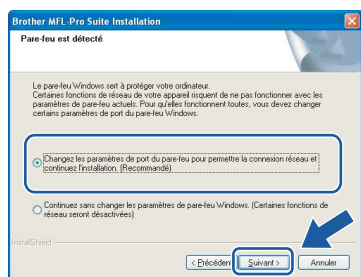 Brother MFL-Pro Suite Installation
Pare-feu est détecté
Le pare-feu Windows sert à protéger votre ordinateur.
Certaines fonctions de réseau de votre appareil risquent de ne pas fonctionner avec les
paramètres de pare-feu actuels. Pour qu'elles fonctionnent toutes, vous devez changer
certains paramètres de port du pare-feu Windows.
Changez les paramètres de port du pare-feu pour permettre la connexion réseau et
continuez l'installation. (Recommandé)
Continuez sans changer les paramètres de pare-feu Windows. (Certaines fonctions de
réseau seront désactivées)
InstallShield
< Précédent
Suivant >
Annuler